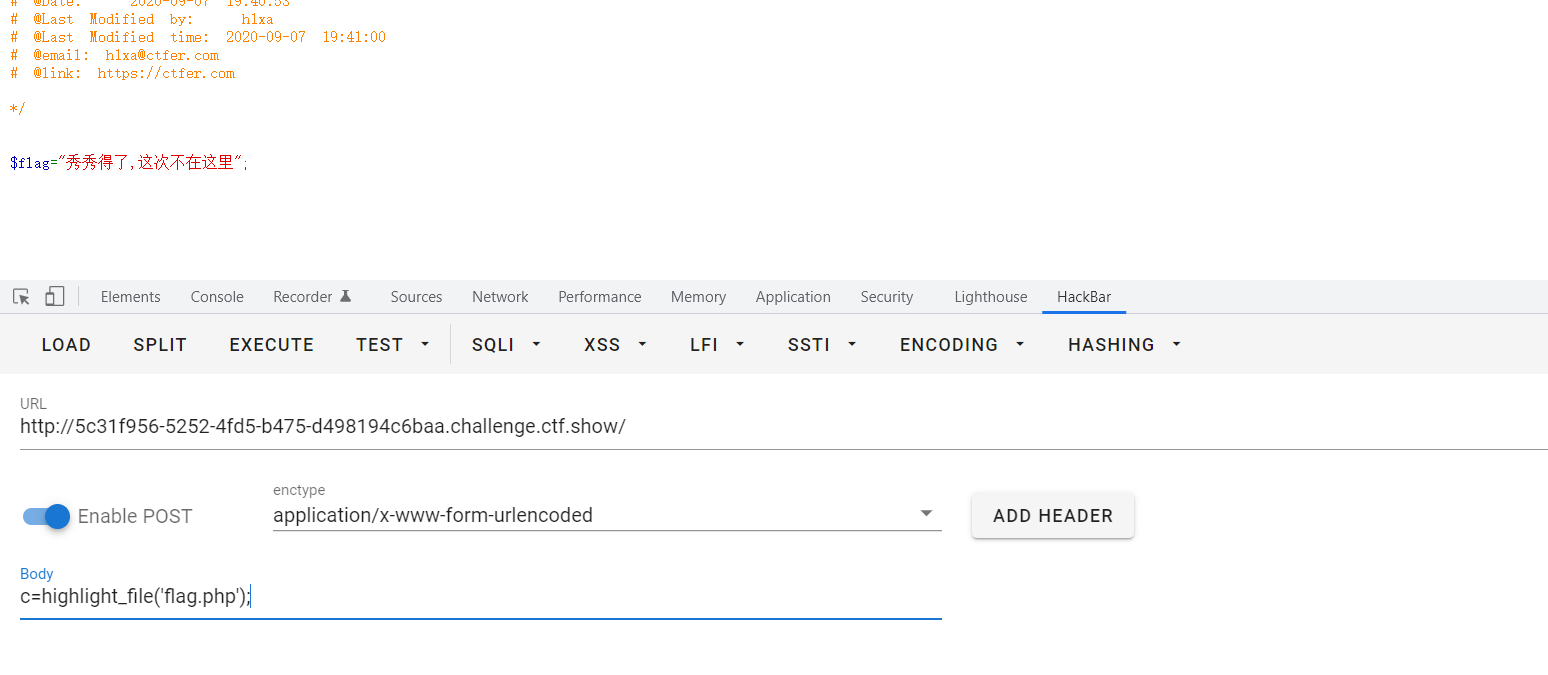 # @Date: 2020-09-07 19:40:53
# @Last Modified by: h1xa
# @Last Modified time: 2020-09-07 19:41:00
# @email: h1xa@ctfer.com
# @link: https://ctfer.com
*/
$flag="秀秀得了,这次不在这里";
Elements Console Recorder Sources Network Performance Memory Application Security Lighthouse HackBar
LOAD SPLIT EXECUTE TEST SQLI XSS LFI SSTI ENCODING HASHING
URL
http://5c31f956-5252-4fd5-b475-d498194c6baa.challenge.ctf.show/
enctype
Enable POST application/x-www-form-urlencoded ADD HEADER
Body
c=highlight_file('flag.php');